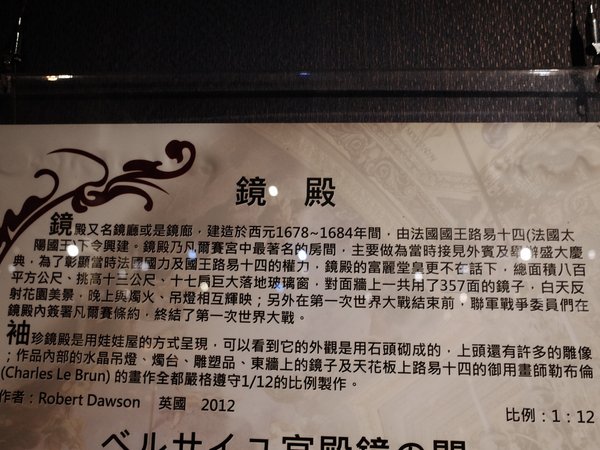 鏡 殿
鏡殿又名鏡廳或是鏡廊，建造於西元1678~1684年間，由法國國王路易十四(法國太
陽國王)下令興建。鏡殿乃凡爾賽宮中最著名的房間，主要做為當時接見外賓及舉辦盛大慶
典，為了彰顯當時法國國力及國王路易十四的權力，鏡殿的富麗堂皇更不在話下，總面積八百
平方公尺、挑高十三公尺、十七扇巨大落地玻璃窗，對面牆上一共用了357面的鏡子，白天反
射花園美景，晚上與燭火、吊燈相互輝映；另外在第一次世界大戰結束前，聯軍戰爭委員們在
鏡殿內簽署凡爾賽條約，終結了第一次世界大戰。
袖珍鏡殿是用娃娃屋的方式呈現，可以看到它的外觀是用石頭砌成的，上頭還有許多的雕像
；作品內部的水晶吊燈、燭台、雕塑品、東牆上的鏡子及天花板上路易十四的御用畫師勒布倫
(Charles Le Brun) 的畫作全都嚴格遵守1/12的比例製作。
作者：Robert Dawson 英國 2012
比例：1：12
ベルサイユ宮殿鏡の間